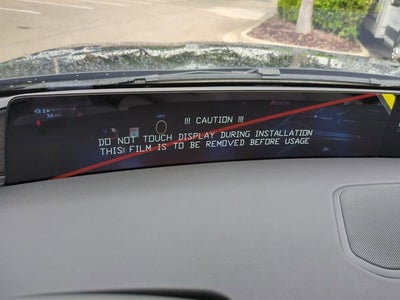 !!! CAUTION !!!
DO NOT TOUCH DISPLAY DURING INSTALLATION
THIS FILM IS TO BE REMOVED BEFORE USAGE